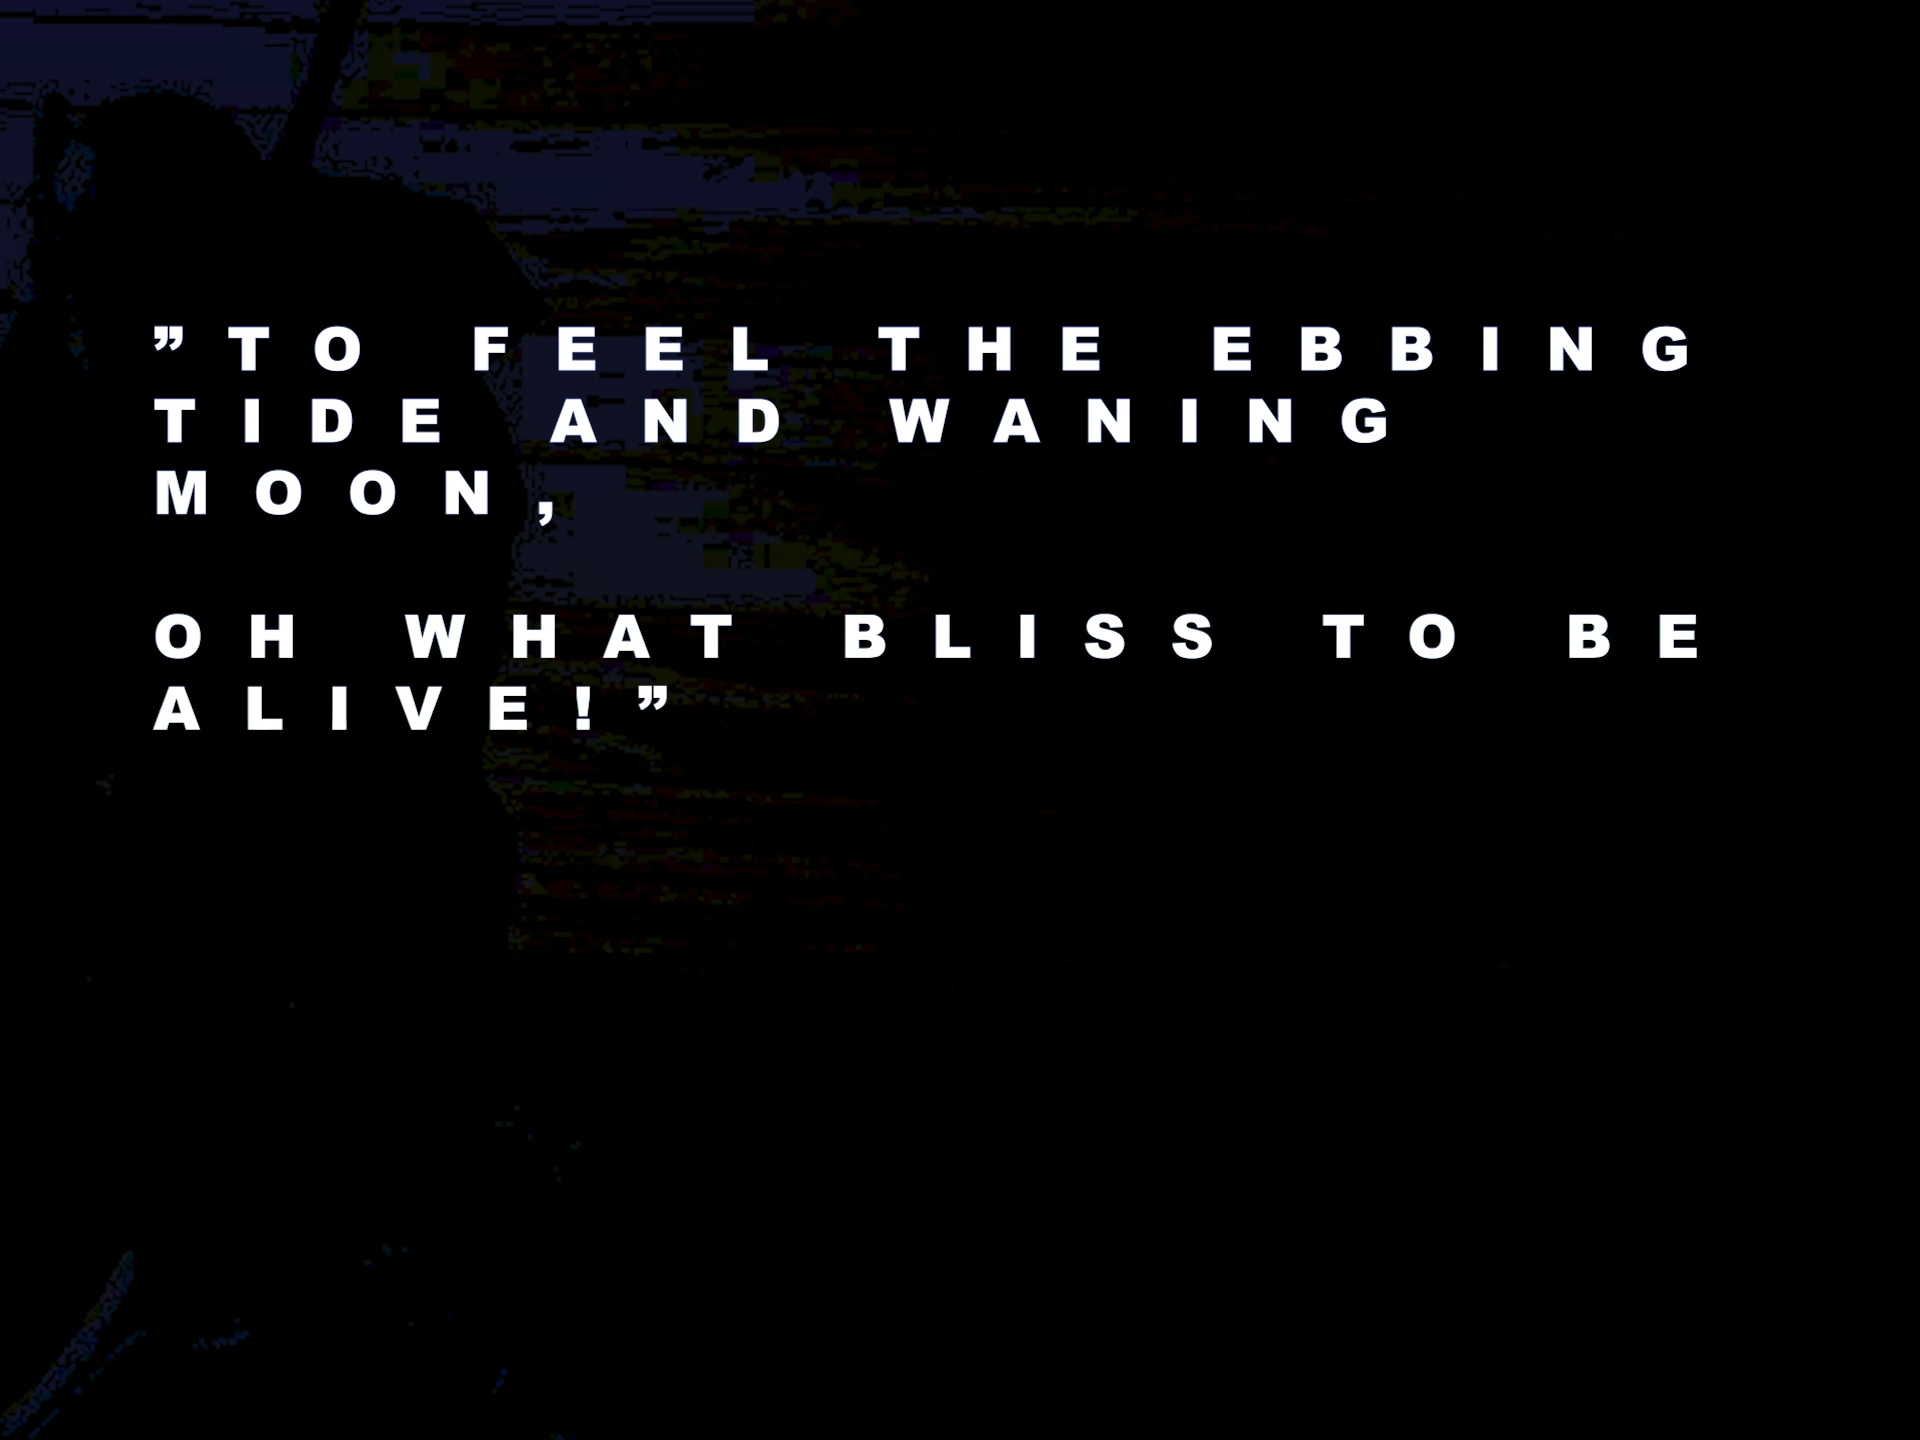 ”TO FEEL THE EBBING
TIDE AND WANING
MOON,
OH WHAT BLISS TO BE
ALIVE!”